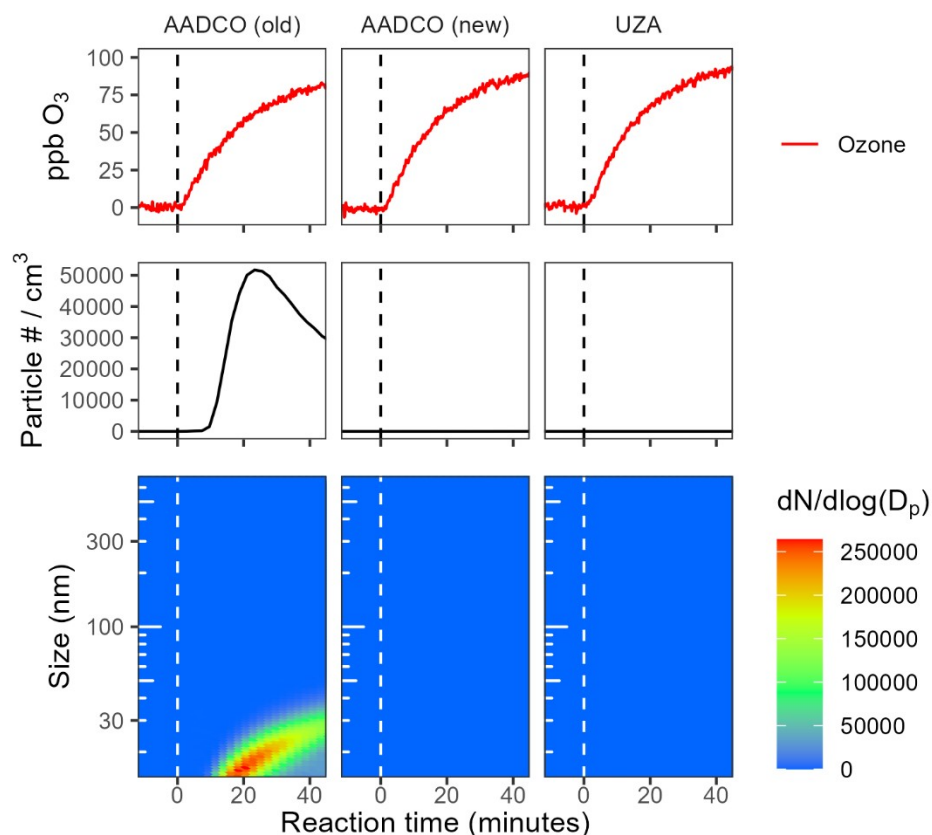 AADCO (old) AADCO (new) UZA
ppb O₃
100
75
50
25
0
0 20 40 0 20 40 0 20 40
Ozone
Particle # / cm³
50000
40000
30000
20000
10000
0
Size (nm)
300
100
30
dN/dlog(Dₚ)
250000
200000
150000
100000
50000
0
Reaction time (minutes)